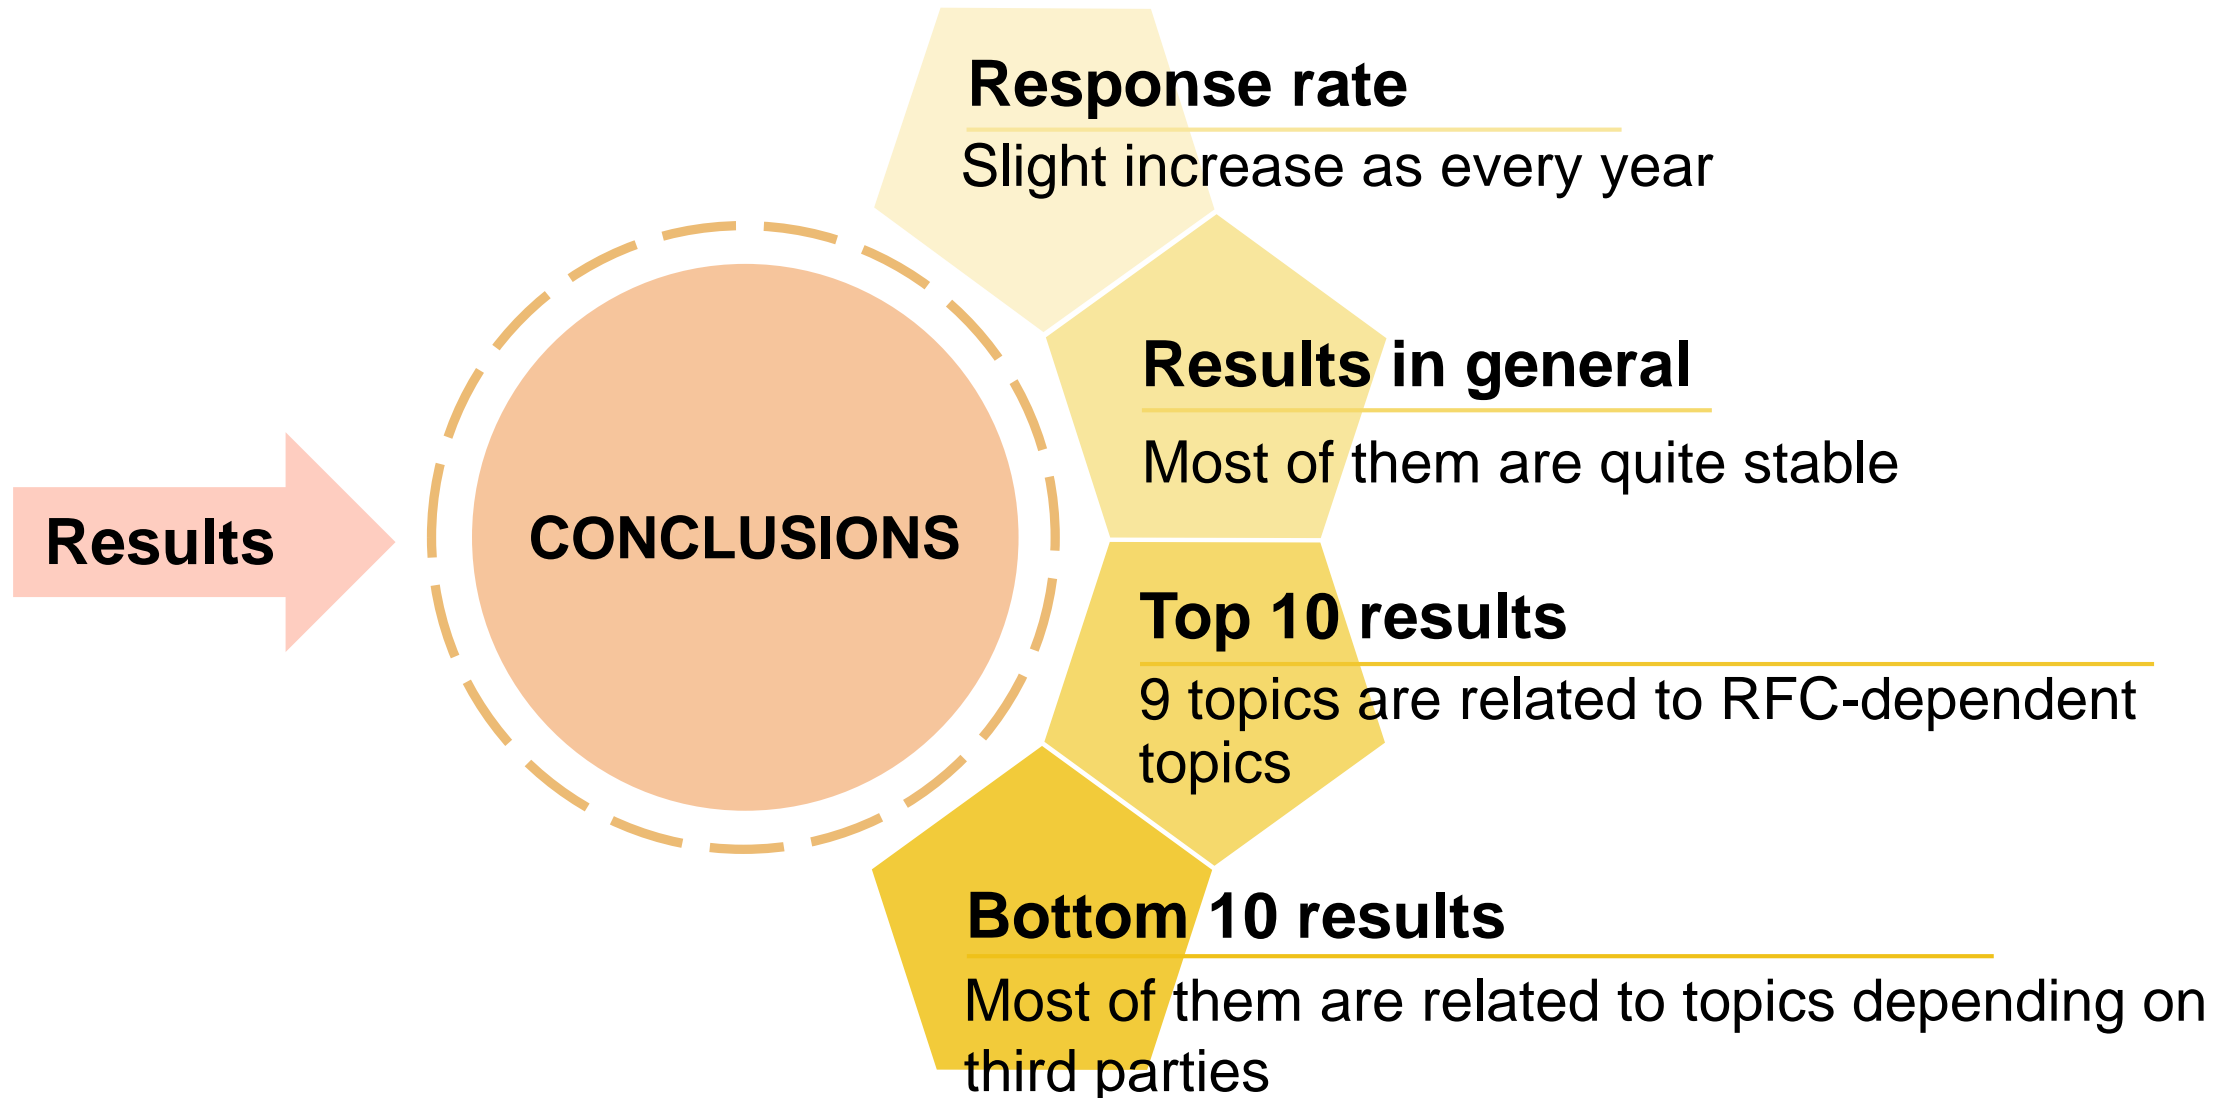 Results
CONCLUSIONS
Response rate
Slight increase as every year
Results in general
Most of them are quite stable
Top 10 results
9 topics are related to RFC-dependent
topics
Bottom 10 results
Most of them are related to topics depending on
third parties